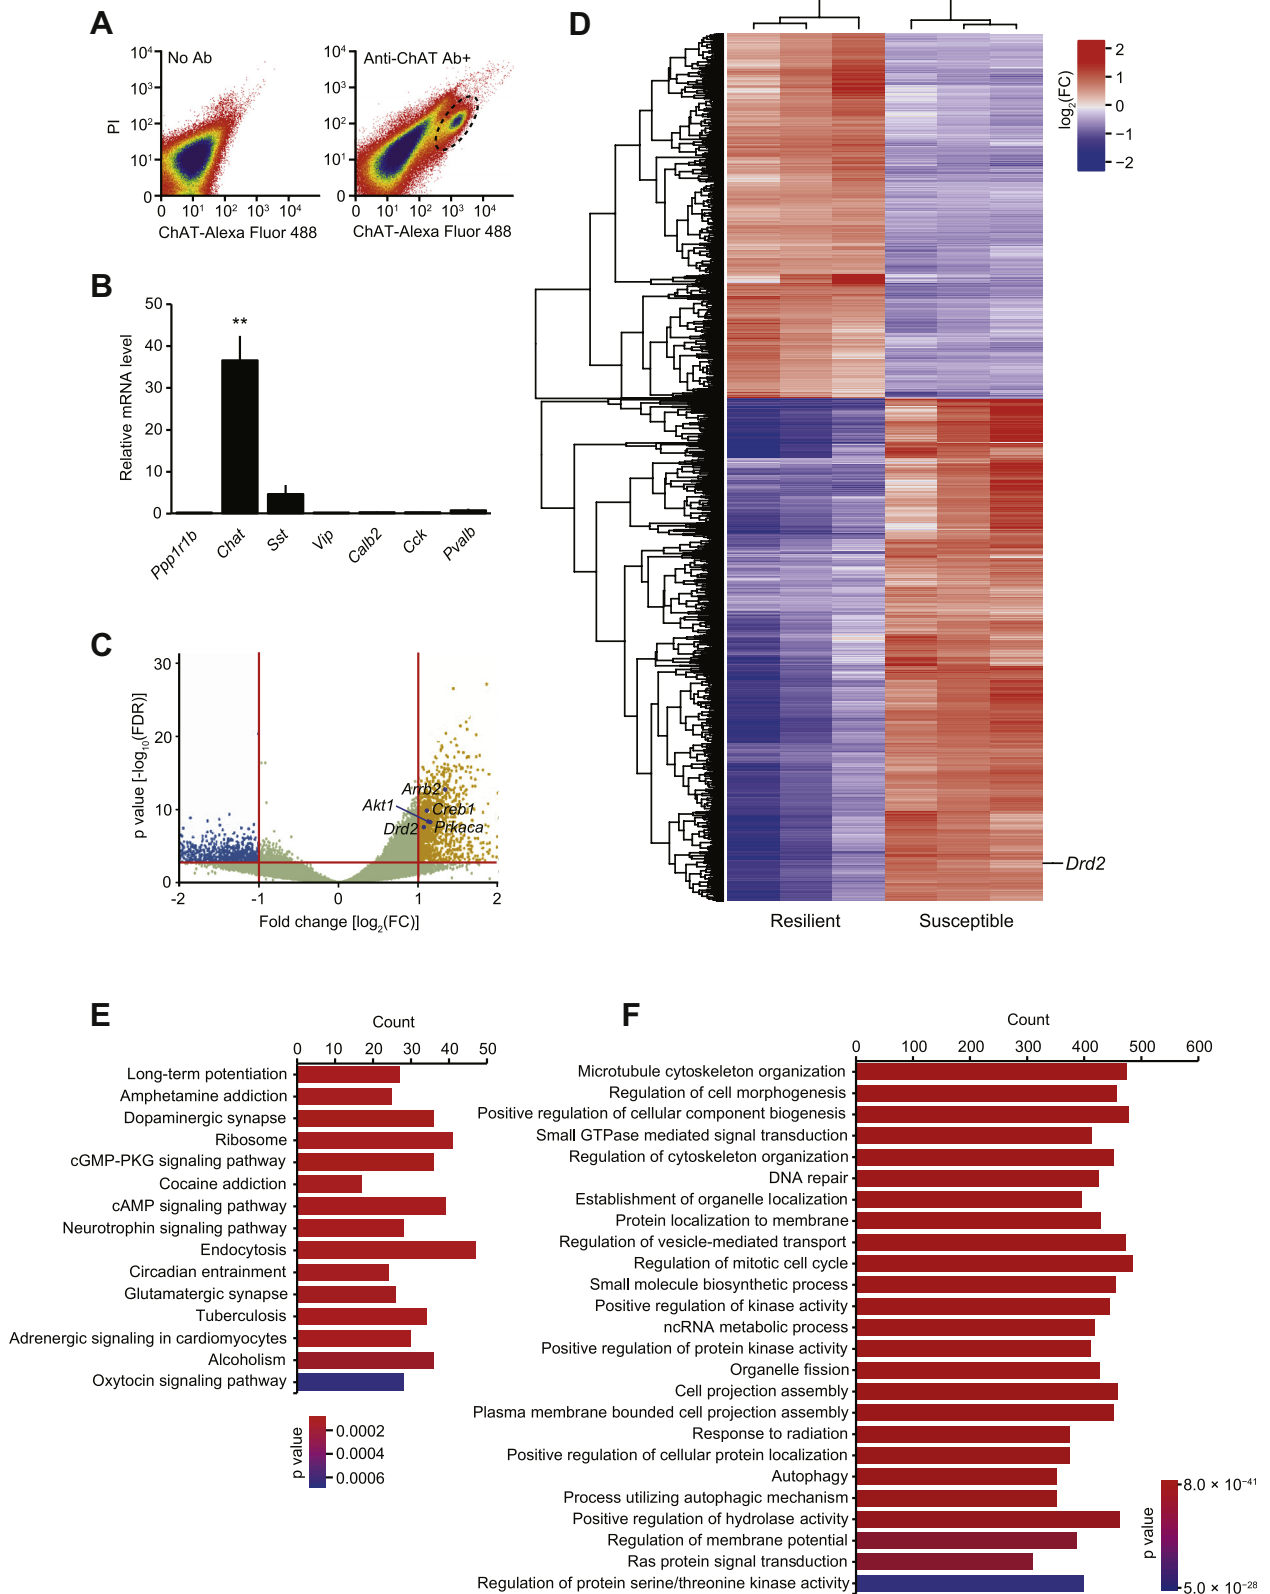 A
No Ab
Anti-ChAT Ab+
10⁴
10³
10²
10¹
0
PI
0 10¹ 10² 10³ 10⁴
ChAT-Alexa Fluor 488
10⁴
10³
10²
10¹
0
0 10¹ 10² 10³ 10⁴
ChAT-Alexa Fluor 488
B
50
40
30
20
10
0
Relative mRNA level
**
Ppp1r1b
Chat
Sst
Vip
Calb2
Cck
Pvalb
C
30
20
10
0
p value [-log₁₀(FDR)]
Arrb2
Akt1
Creb1
Drd2
Prkaca
-2 -1 0 1 2
Fold change [log₂(FC)]
D
log₂(FC)
2
1
0
−1
−2
Drd2
Resilient
Susceptible
E
Count
0 10 20 30 40 50
Long-term potentiation
Amphetamine addiction
Dopaminergic synapse
Ribosome
cGMP-PKG signaling pathway
Cocaine addiction
cAMP signaling pathway
Neurotrophin signaling pathway
Endocytosis
Circadian entrainment
Glutamatergic synapse
Tuberculosis
Adrenergic signaling in cardiomyocytes
Alcoholism
Oxytocin signaling pathway
p value
0.0002
0.0004
0.0006
F
Count
0 100 200 300 400 500 600
Microtubule cytoskeleton organization
Regulation of cell morphogenesis
Positive regulation of cellular component biogenesis
Small GTPase mediated signal transduction
Regulation of cytoskeleton organization
DNA repair
Establishment of organelle localization
Protein localization to membrane
Regulation of vesicle-mediated transport
Regulation of mitotic cell cycle
Small molecule biosynthetic process
Positive regulation of kinase activity
ncRNA metabolic process
Positive regulation of protein kinase activity
Organelle fission
Cell projection assembly
Plasma membrane bounded cell projection assembly
Response to radiation
Positive regulation of cellular protein localization
Autophagy
Process utilizing autophagic mechanism
Positive regulation of hydrolase activity
Regulation of membrane potential
Ras protein signal transduction
Regulation of protein serine/threonine kinase activity
p value
8.0 × 10⁻⁴¹
5.0 × 10⁻²⁸